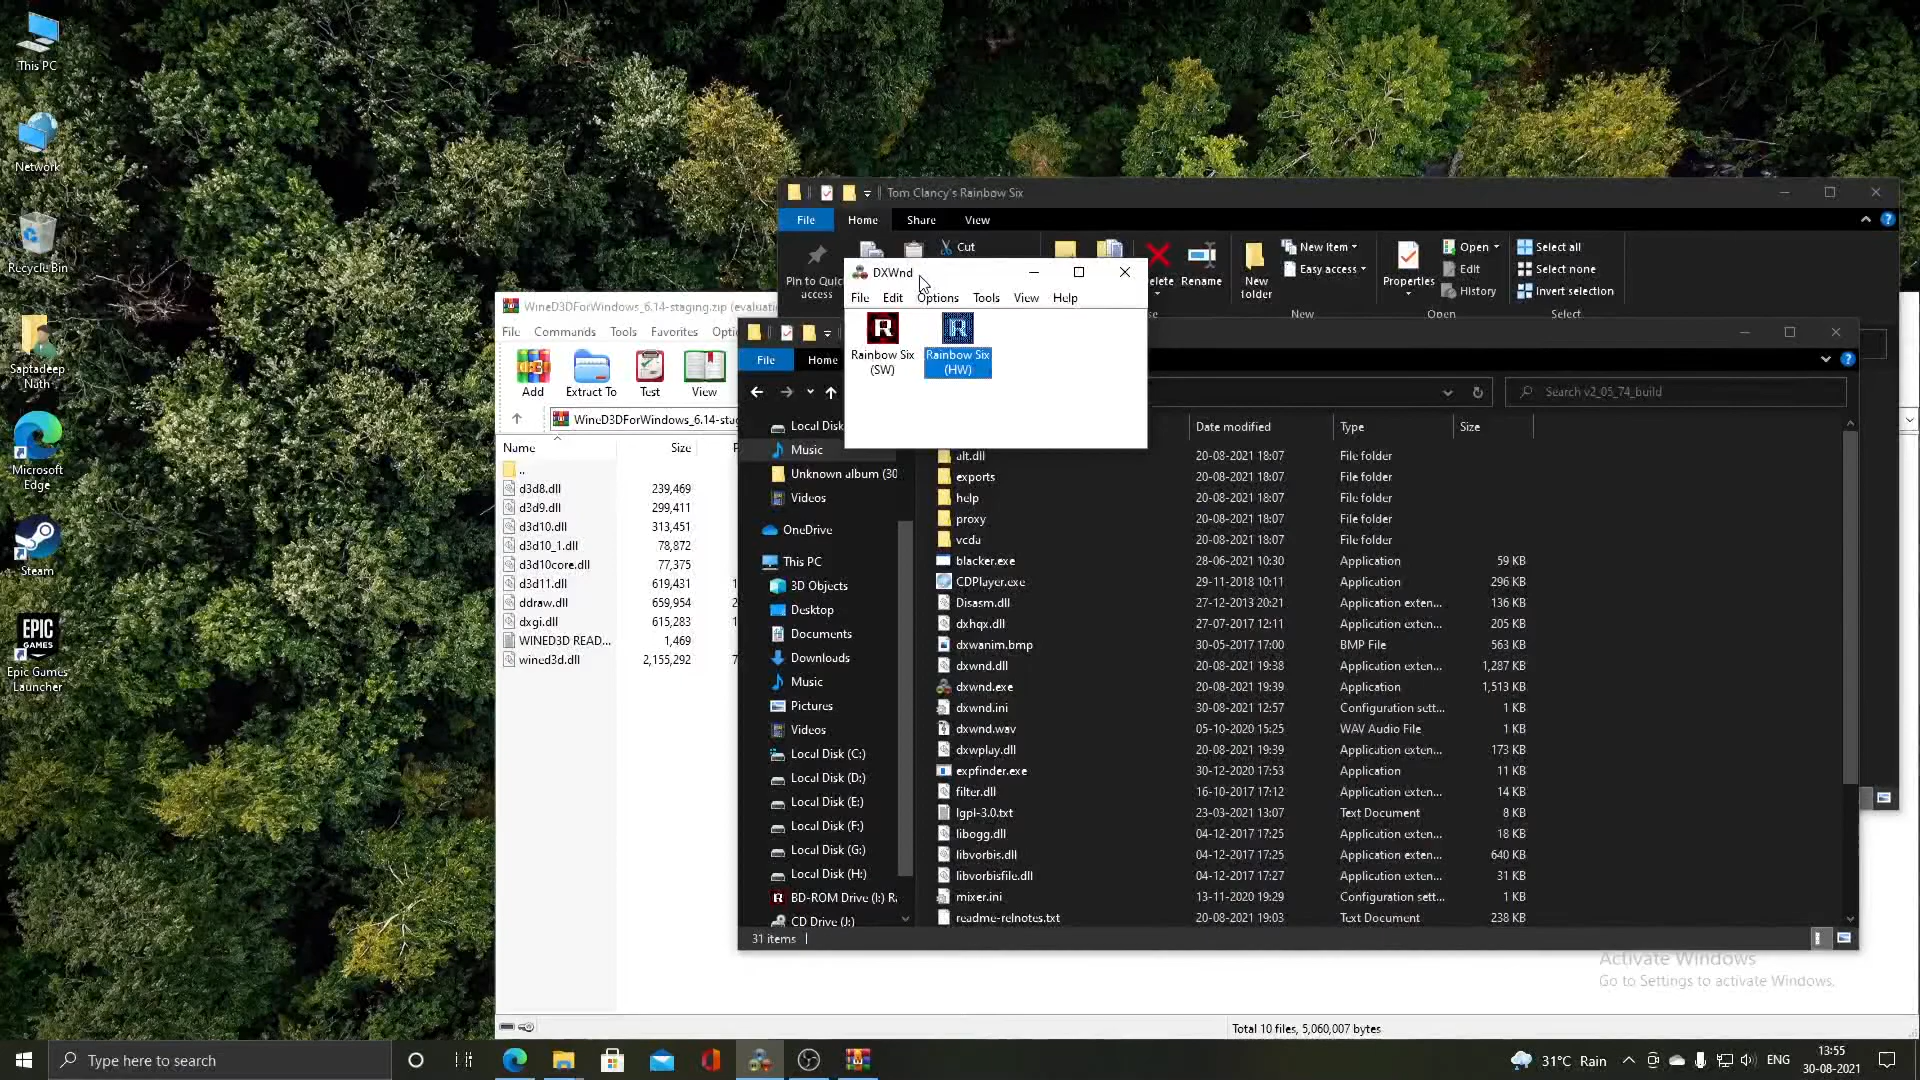 This PC
Network
Recycle Bin
Saptadeep
Nath
Microsoft
Edge
Steam
EPIC
GAMES
Epic Games
Launcher
Tom Clancy's Rainbow Six
File Home Share View
Pin to Quic
access
Cut
elete
Rename
New
folder
New item
Easy access
Properties
Open
Edit
History
Select all
Select none
Invert selection
New
Open
Select
WineD3DForWindows_6.14-staging.zip (evaluati
File Commands Tools Favorites Optio
Add Extract To Test View
WineD3DForWindows_6.14-stag
Name Size
..
d3d8.dll 239,469
d3d9.dll 299,411
d3d10.dll 313,451
d3d10_1.dll 78,872
d3d10core.dll 77,375
d3d11.dll 619,431 1
ddraw.dll 659,954 2
dxgi.dll 615,283 1
WINED3D READ... 1,469
wined3d.dll 2,155,292 7
Total 10 files, 5,060,007 bytes
DXWnd
File Edit Options Tools View Help
Rainbow Six
(SW)
Rainbow Six
(HW)
File Home
Search v2_05_74_build
Local Disk
Music
Unknown album (30
Videos
OneDrive
This PC
3D Objects
Desktop
Documents
Downloads
Music
Pictures
Videos
Local Disk (C:)
Local Disk (D:)
Local Disk (E:)
Local Disk (F:)
Local Disk (G:)
Local Disk (H:)
BD-ROM Drive (I:) R
CD Drive (J:)
Date modified Type Size
alt.dll 20-08-2021 18:07 File folder
exports 20-08-2021 18:07 File folder
help 20-08-2021 18:07 File folder
proxy 20-08-2021 18:07 File folder
vcda 20-08-2021 18:07 File folder
blacker.exe 28-06-2021 10:30 Application 59 KB
CDPlayer.exe 29-11-2018 10:11 Application 296 KB
Disasm.dll 27-12-2013 20:21 Application exten... 136 KB
dxhqx.dll 27-07-2017 12:11 Application exten... 205 KB
dxwanim.bmp 30-05-2017 17:00 BMP File 563 KB
dxwnd.dll 20-08-2021 19:38 Application exten... 1,287 KB
dxwnd.exe 20-08-2021 19:39 Application 1,513 KB
dxwnd.ini 30-08-2021 12:57 Configuration sett... 1 KB
dxwnd.wav 05-10-2020 15:25 WAV Audio File 1 KB
dxwplay.dll 20-08-2021 19:39 Application exten... 173 KB
expfinder.exe 30-12-2020 17:53 Application 11 KB
filter.dll 16-10-2020 17:12 Application exten... 14 KB
lgpl-3.0.txt 23-03-2021 13:07 Text Document 8 KB
libogg.dll 04-12-2017 17:25 Application exten... 18 KB
libvorbis.dll 04-12-2017 17:25 Application exten... 640 KB
libvorbisfile.dll 04-12-2017 17:27 Application exten... 31 KB
mixer.ini 13-11-2020 19:29 Configuration sett... 1 KB
readme-relnotes.txt 20-08-2021 19:03 Text Document 238 KB
31 items
Activate Windows
Go to Settings to activate Windows.
Type here to search
31°C Rain
ENG
13:55
30-08-2021